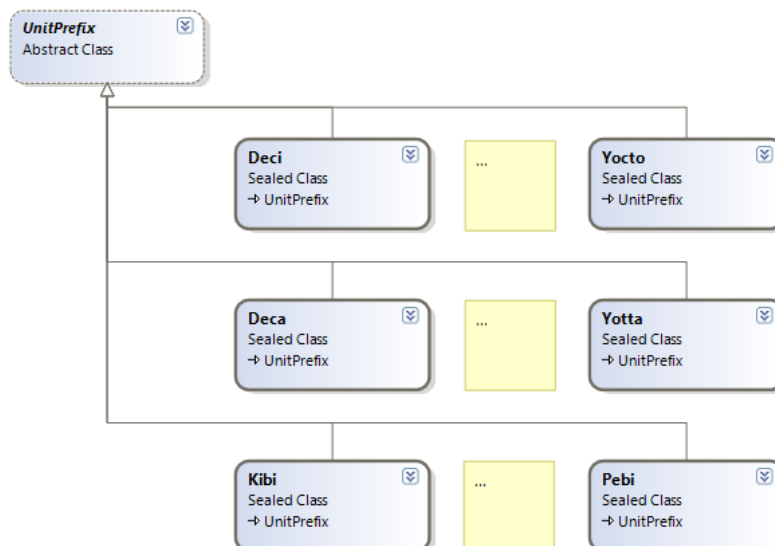 UnitPrefix
Abstract Class
Deci
Sealed Class
UnitPrefix
...
Yocto
Sealed Class
UnitPrefix
Deca
Sealed Class
UnitPrefix
...
Yotta
Sealed Class
UnitPrefix
Kibi
Sealed Class
UnitPrefix
...
Pebi
Sealed Class
UnitPrefix